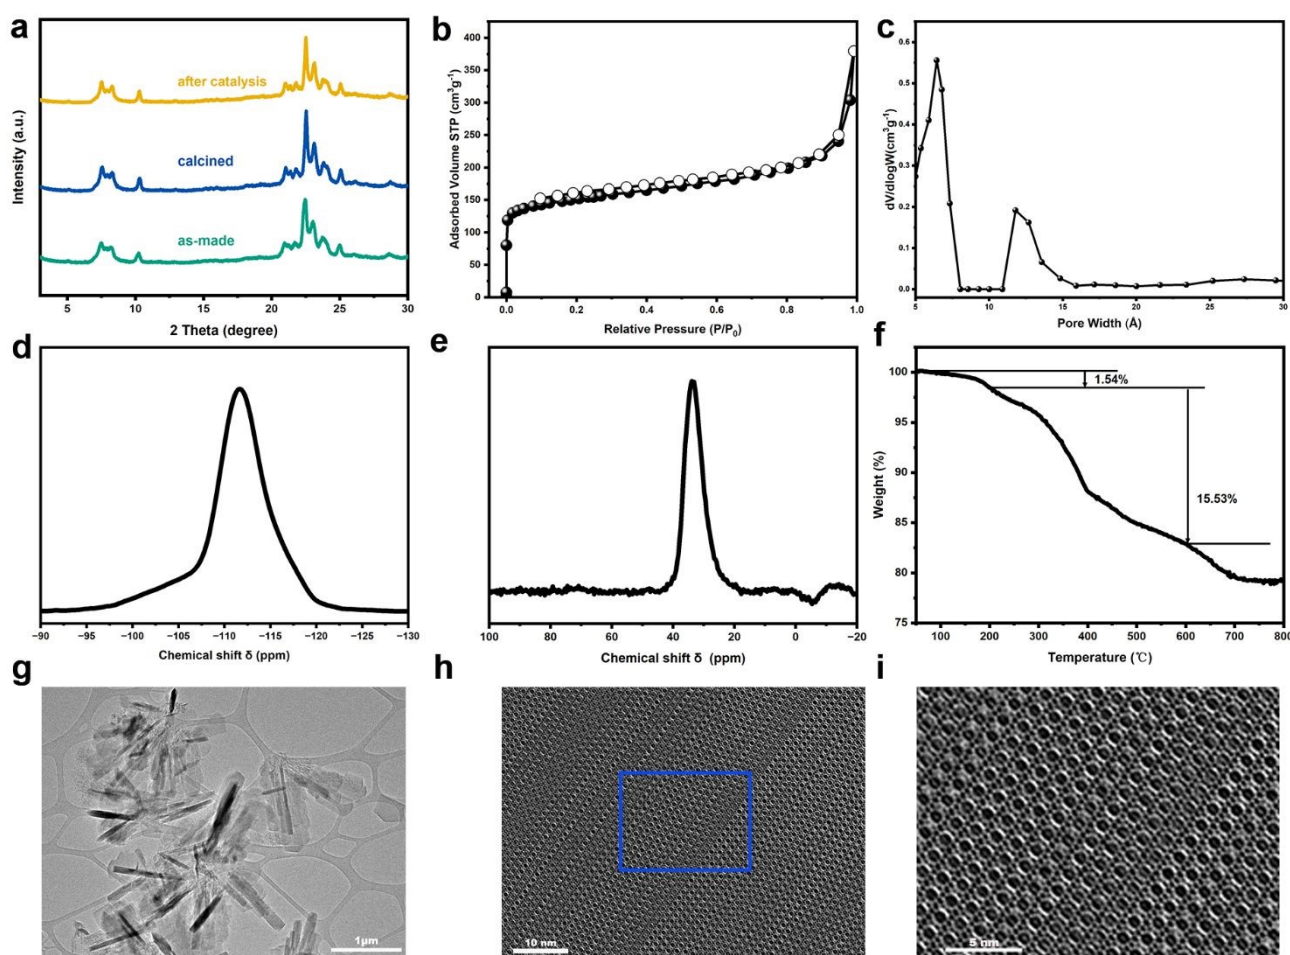 a
after catalysis
calcined
as-made
Intensity (a.u.)
5 10 15 20 25 30
2 Theta (degree)
b
Adsorbed Volume STP (cm³g⁻¹)
400
350
300
250
200
150
100
50
0
0.0 0.2 0.4 0.6 0.8 1.0
Relative Pressure (P/P₀)
c
dV/dlogW(cm³g⁻¹)
0.6
0.5
0.4
0.3
0.2
0.1
0.0
5 10 15 20 25 30
Pore Width (Å)
d
−90 −95 −100 −105 −110 -115 −120 −125 −130
Chemical shift δ (ppm)
e
100 80 60 40 20 0 −20
Chemical shift δ (ppm)
f
Weight (%)
100
95
90
85
80
75
1.54%
15.53%
100 200 300 400 500 600 700 800
Temperature (℃)
g
1μm
h
10 nm
i
5 nm